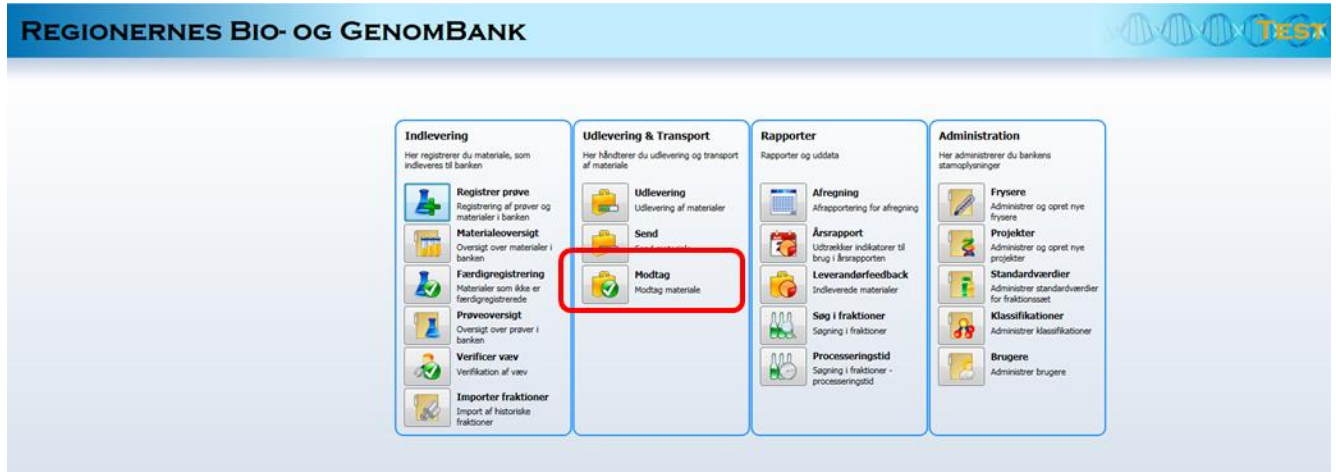 REGIONERNES BIO- OG GENOMBANK
TEST
Indlevering
Her registrerer du materiale, som
indleveres til banken
Registrer prøve
Registrering af prøver og
materialer i banken
Materialeoversigt
Oversigt over materialer i
banken
Færdigregistrering
Materialer som ikke er
færdigregistrerede
Prøveoversigt
Oversigt over prøver i
banken
Verificer væv
Verifikation af væv
Importer fraktioner
Import af historiske
fraktioner
Udlevering & Transport
Her håndterer du udlevering og transport
af materiale
Udlevering
Udlevering af materialer
Send
Send materiale
Modtag
Modtag materiale
Rapporter
Rapporter og uddata
Afregning
Afrapportering for afregning
Årsrapport
Udtrækker indikatorer til
brug i årsrapporten
Leverandørfeedback
Indleverede materialer
Søg i fraktioner
Søgning i fraktioner
Processeringstid
Søgning i fraktioner -
processeringstid
Administration
Her administrerer du bankens
stamoplysninger
Frysere
Administrer og opret nye
frysere
Projekter
Administrer og opret nye
projekter
Standardværdier
Administrer standardværdier
for fraktionssæt
Klassifikationer
Administrer klassifikationer
Brugere
Administrer brugere